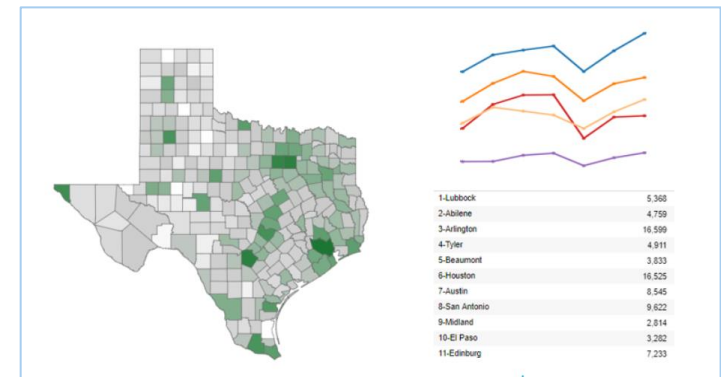 1-Lubbock 5,368
2-Abilene 4,759
3-Arlington 16,599
4-Tyler 4,911
5-Beaumont 3,833
6-Houston 16,525
7-Austin 8,545
8-San Antonio 9,622
9-Midland 2,814
10-El Paso 3,282
11-Edinburg 7,233